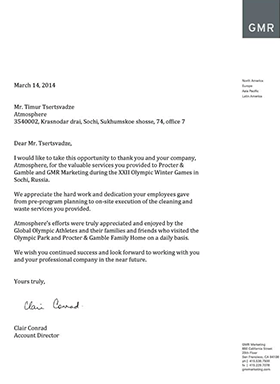 GMR
North America
Europe
Asia Pacific
Latin America
March 14, 2014
Mr. Timur Tsertsvadze
Atmosphere
3540002, Krasnodar drai, Sochi, Sukhumskoe shosse, 74, office 7
Dear Mr. Tsertsvadze,
I would like to take this opportunity to thank you and your company,
Atmosphere, for the valuable services you provided to Procter &
Gamble and GMR Marketing during the XXII Olympic Winter Games in
Sochi, Russia.
We appreciate the hard work and dedication your employees gave
from pre-program planning to on-site execution of the cleaning and
waste services you provided.
Atmosphere's efforts were truly appreciated and enjoyed by the
Global Olympic Athletes and their families and friends who visited the
Olympic Park and Procter & Gamble Family Home on a daily basis.
We wish you continued success and look forward to working with you
and your professional company in the near future.
Yours truly,
Clair Conrad
Clair Conrad
Account Director
GMR Marketing
San Francisco, CA
gmrmarketing.com